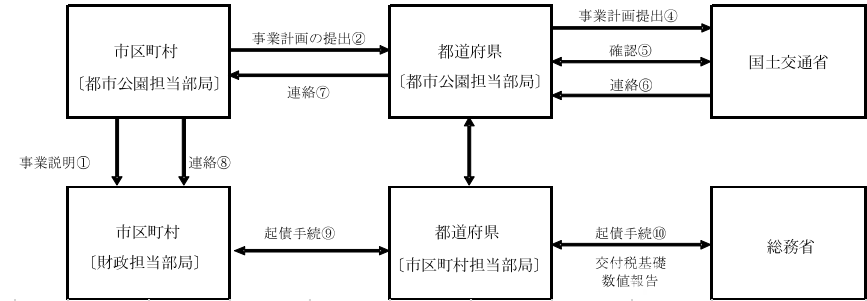 事業計画の提出②
事業計画提出④
市区町村
〔都市公園担当部局〕
都道府県
〔都市公園担当部局〕
国土交通省
確認⑤
連絡⑦
連絡⑥
事業説明①
連絡⑧
市区町村
〔財政担当部局〕
起債手続⑨
都道府県
〔市区町村担当部局〕
起債手続⑩
交付税基礎
数値報告
総務省